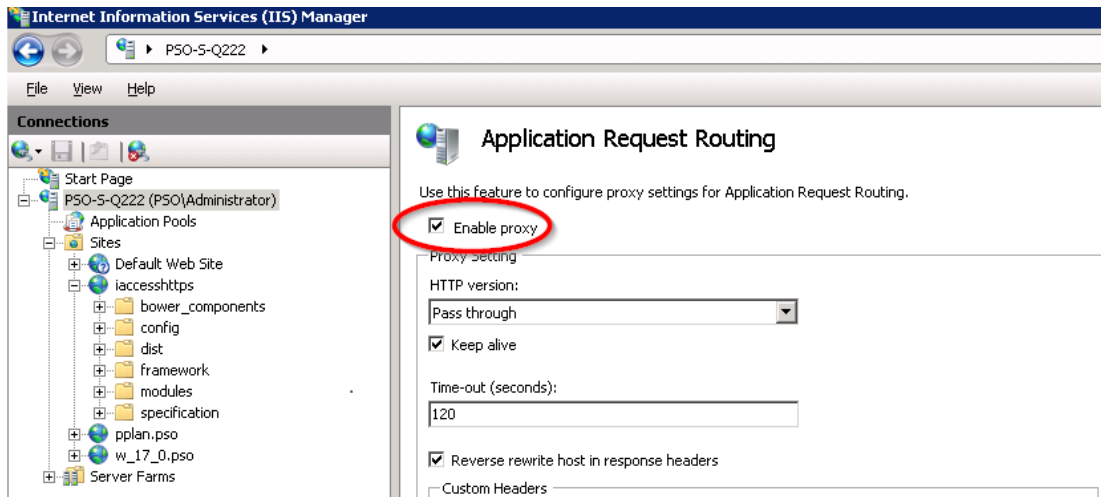 Internet Information Services (IIS) Manager
PSO-S-Q222
File View Help
Connections
Start Page
PSO-S-Q222 (PSO\Administrator)
Application Pools
Sites
Default Web Site
iaccesshttps
bower_components
config
dist
framework
modules
specification
pplan.pso
w_17_0.pso
Server Farms
Application Request Routing
Use this feature to configure proxy settings for Application Request Routing.
Enable proxy
Proxy Setting
HTTP version:
Pass through
Keep alive
Time-out (seconds):
120
Reverse rewrite host in response headers
Custom Headers